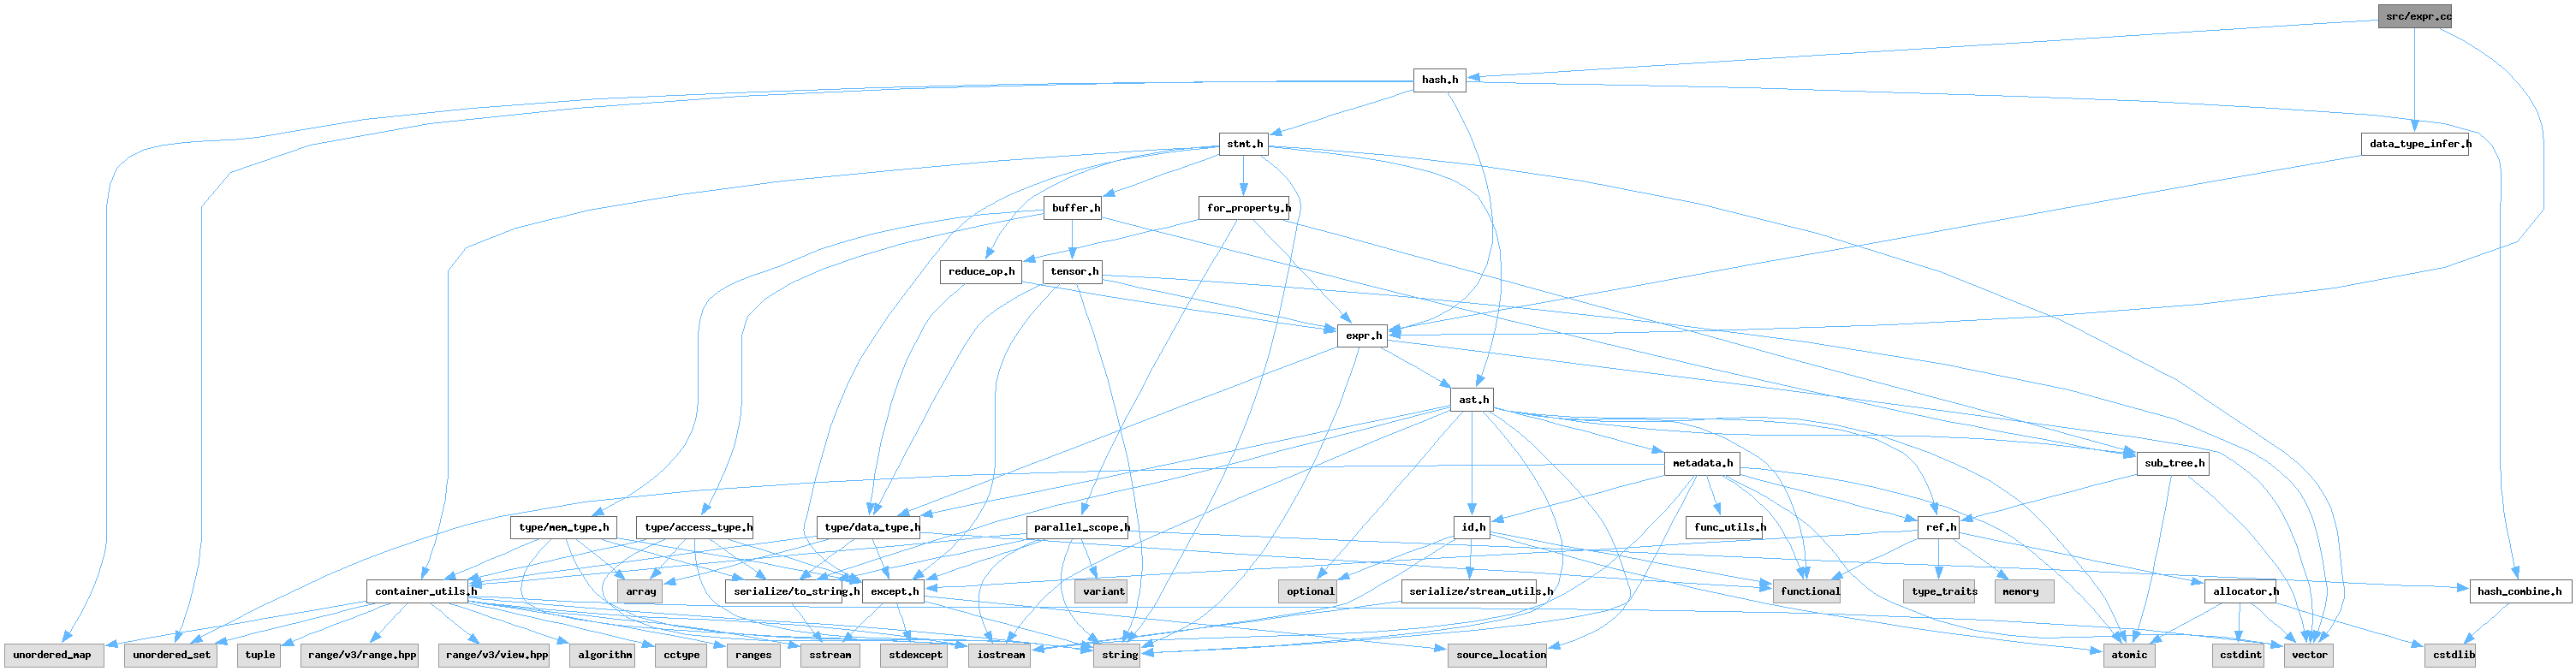 src/expr.cc
hash.h
stmt.h
data_type_infer.h
buffer.h
for_property.h
reduce_op.h
tensor.h
expr.h
ast.h
metadata.h
sub_tree.h
type/mem_type.h
type/access_type.h
type/data_type.h
parallel_scope.h
id.h
func_utils.h
ref.h
container_utils.h
array
serialize/to_string.h
except.h
variant
optional
serialize/stream_utils.h
functional
type_traits
memory
allocator.h
hash_combine.h
unordered_map
unordered_set
tuple
range/v3/range.hpp
range/v3/view.hpp
algorithm
cctype
ranges
sstream
stdexcept
iostream
string
source_location
atomic
cstdint
vector
cstdlib